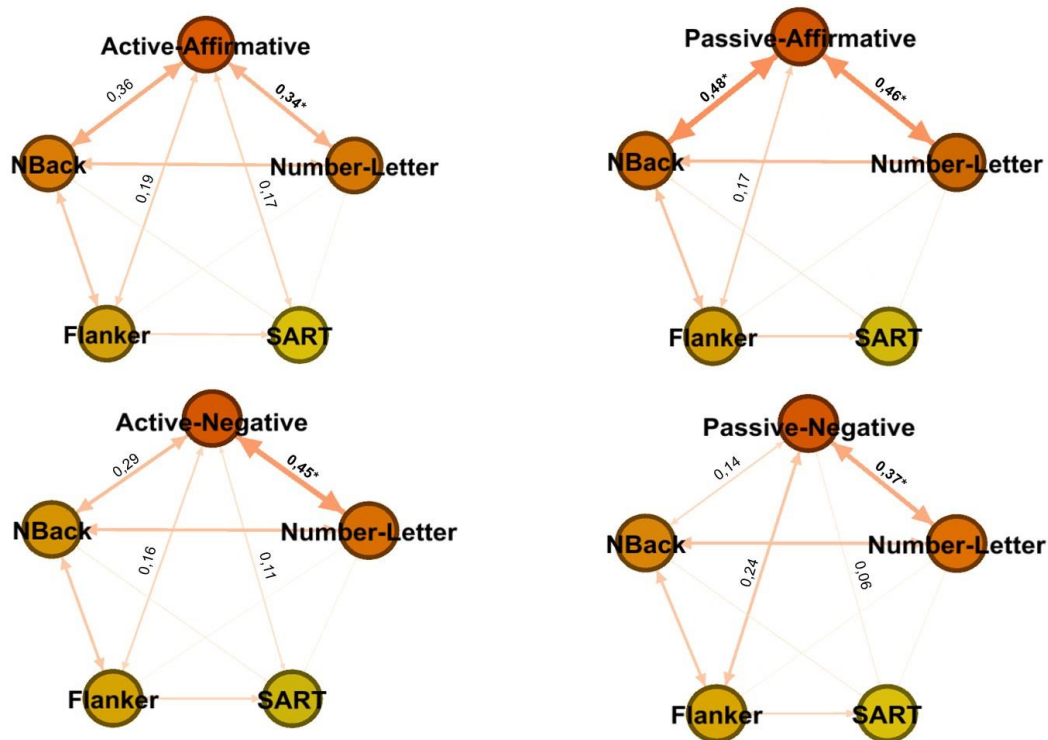 Active-Affirmative
0,36
0,34*
NBack
Number-Letter
0,19
0,17
Flanker
SART
Passive-Affirmative
0,48*
0,46*
NBack
Number-Letter
0,17
Flanker
SART
Active-Negative
0,29
0,45*
NBack
Number-Letter
0,16
0,11
Flanker
SART
Passive-Negative
0,14
0,37*
NBack
Number-Letter
0,24
0,06
Flanker
SART